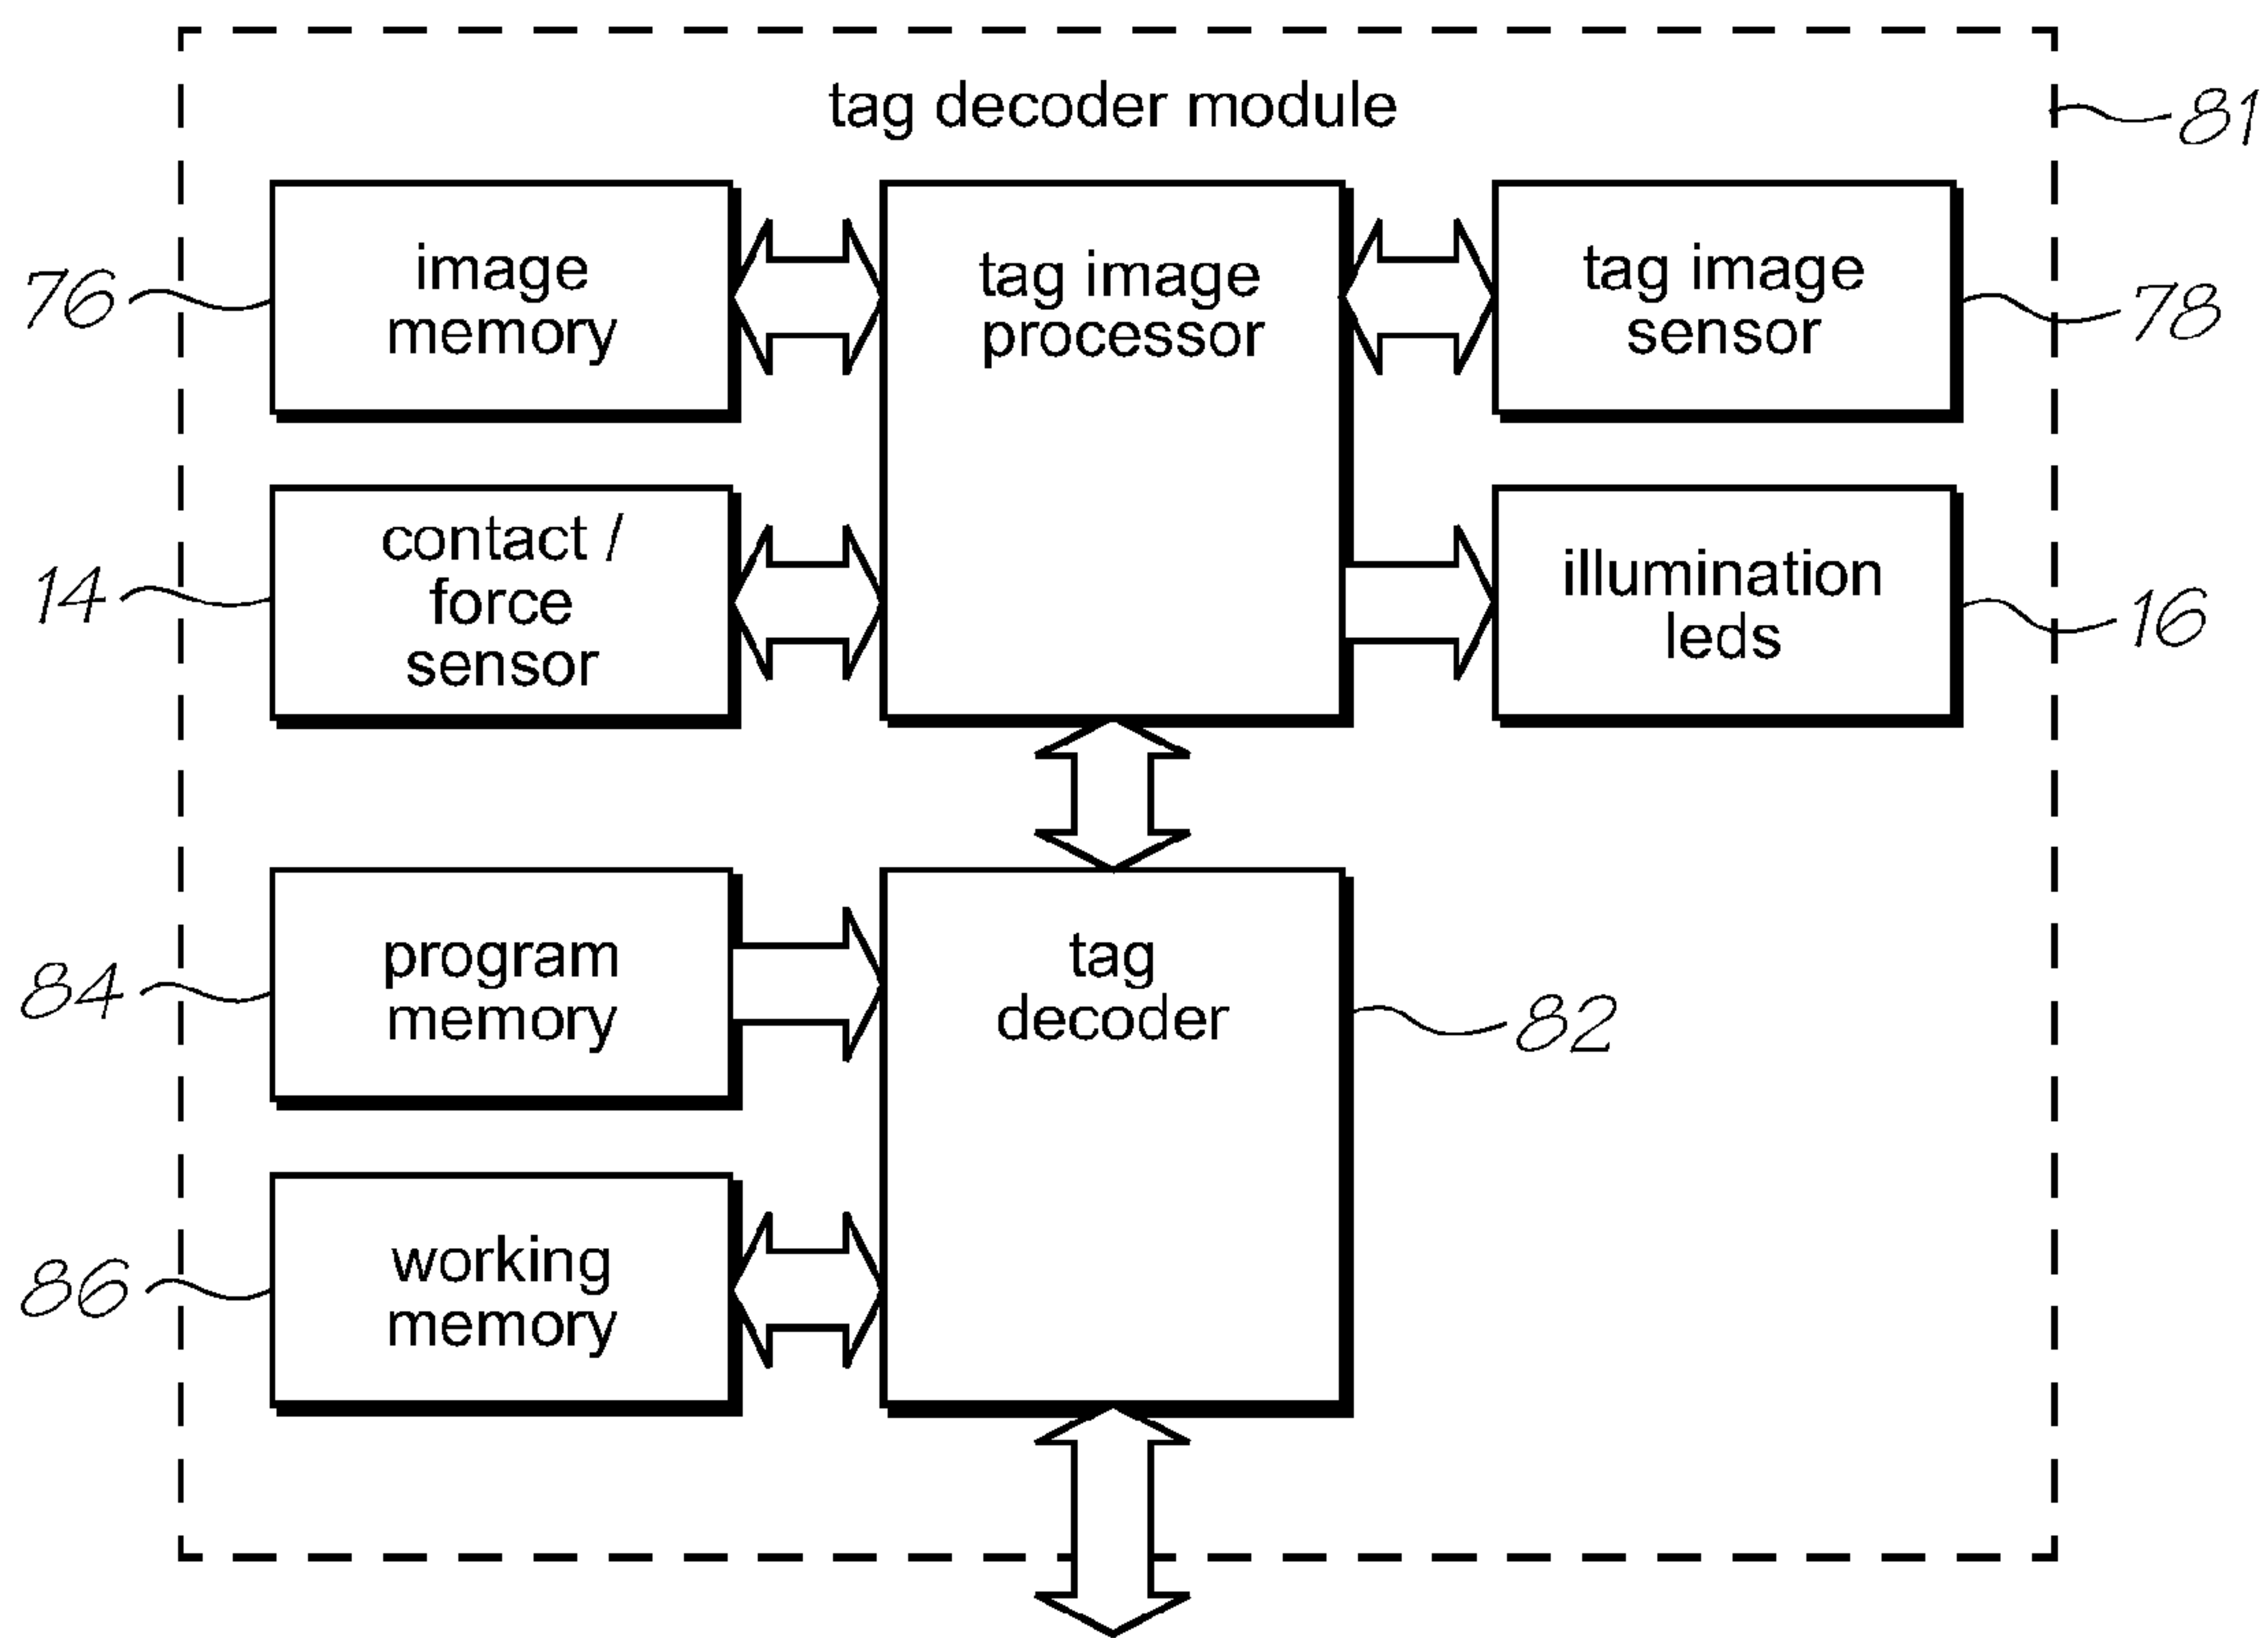 tag decoder module
81
76
image
memory
tag image
processor
tag image
sensor
78
14
contact /
force
sensor
illumination
leds
16
84
program
memory
tag
decoder
82
86
working
memory